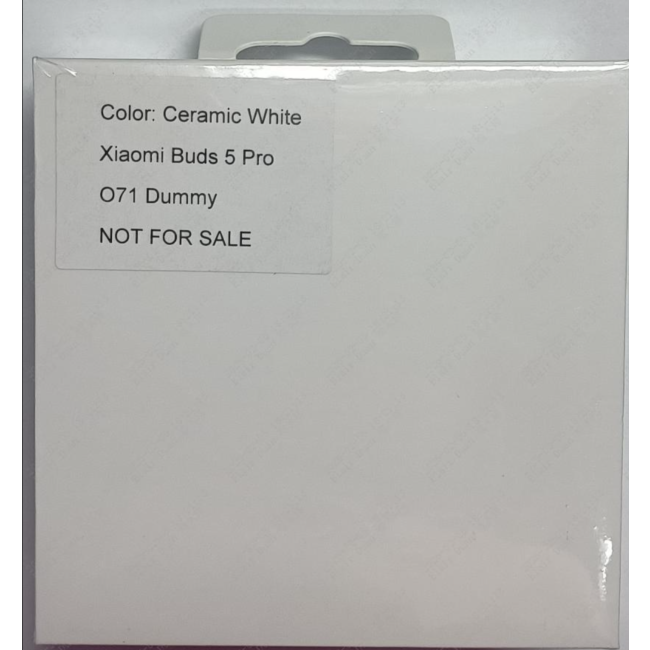 Color: Ceramic White
Xiaomi Buds 5 Pro
O71 Dummy
NOT FOR SALE